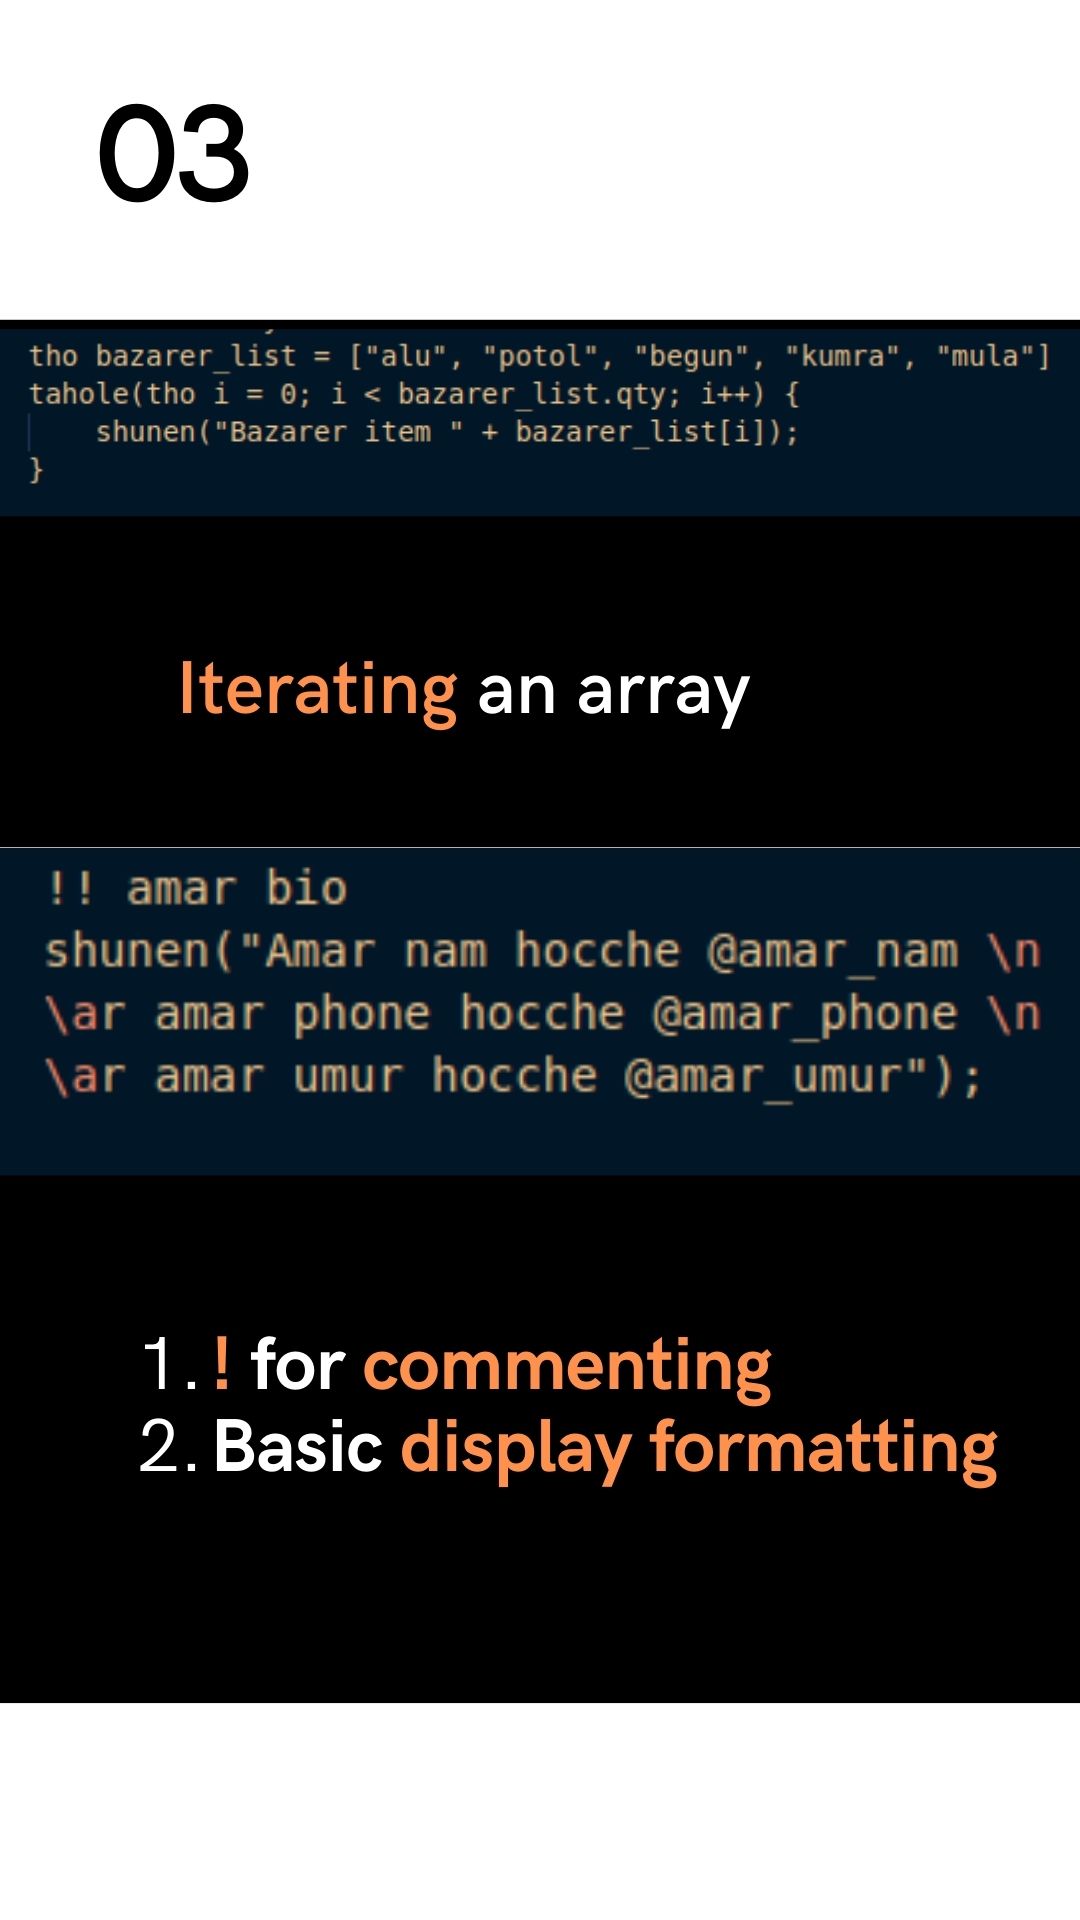 03
tho bazarer_list = ["alu", "potol", "begun", "kumra", "mula"]
tahole(tho i = 0; i < bazarer_list.qty; i++) {
    shunen("Bazarer item " + bazarer_list[i]);
}
Iterating an array
!! amar bio
shunen("Amar nam hocche @amar_nam \n
\ar amar phone hocche @amar_phone \n
\ar amar umur hocche @amar_umur");
1. ! for commenting
2. Basic display formatting